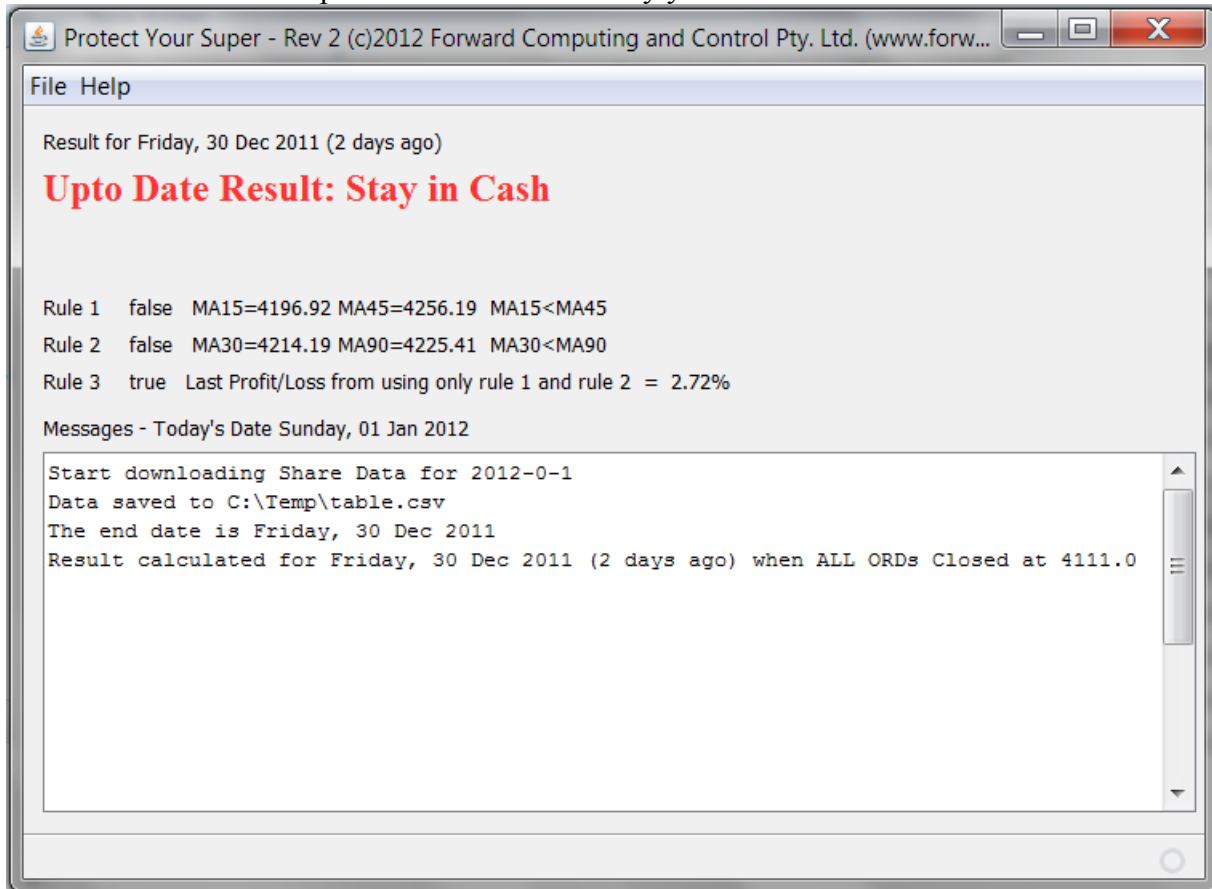 Protect Your Super - Rev 2 (c)2012 Forward Computing and Control Pty. Ltd. (www.forw...
File Help
Result for Friday, 30 Dec 2011 (2 days ago)
Upto Date Result: Stay in Cash
Rule 1 false MA15=4196.92 MA45=4256.19 MA15<MA45
Rule 2 false MA30=4214.19 MA90=4225.41 MA30<MA90
Rule 3 true Last Profit/Loss from using only rule 1 and rule 2 = 2.72%
Messages - Today's Date Sunday, 01 Jan 2012
Start downloading Share Data for 2012-0-1
Data saved to C:\Temp\table.csv
The end date is Friday, 30 Dec 2011
Result calculated for Friday, 30 Dec 2011 (2 days ago) when ALL ORDs Closed at 4111.0